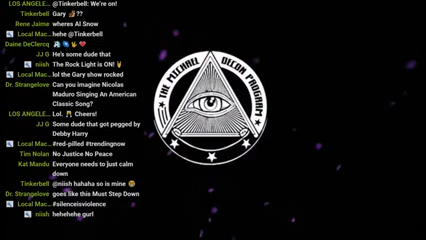 LOS ANGELE... @Tinkerbell: We're on!
Tinkerbell Gary 🦂??
Rene Jaime wheres Al Snow
Local Mac... hehe @Tinkerbell
Daine DeClercq
JJ G He's some dude that
niish The Rock Light is ON! 🤘
Local Mac... lol the Gary show rocked
Dr. Strangelove Can you imagine Nicolas
Maduro Singing An American
Classic Song?
LOS ANGELE... Lol. Cheers!
JJ G Some dude that got pegged by
Debby Harry
Local Mac... #red-pilled #trendingnow
Tim Nolan No Justice No Peace
Kat Mandu Everyone needs to just calm
down
Tinkerbell @niish hahaha so is mine
Dr. Strangelove goes like this Must Step Down
Local Mac... #silenceisviolence
niish hehehehe gurl
THE MICHAEL DECON PROGRAM